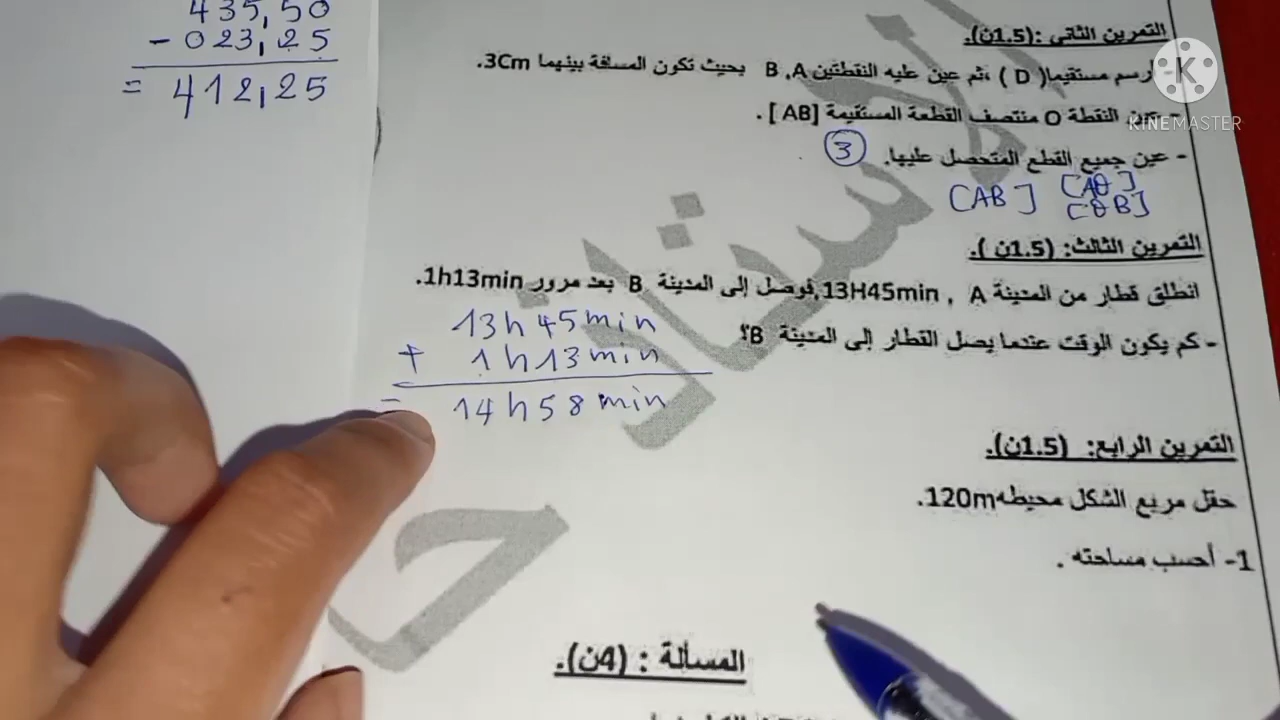 435,50
- 023,25
= 412,25
التمرين الثاني :(1.5ن).
ارسم مستقيما( D ) ،ثم عين عليه النقطتين B ،A بحيث تكون المسافة بينهما 3Cm.
- عين النقطة O منتصف القطعة المستقيمة [AB ] .
- عين جميع القطع المتحصل عليها.
3
[AB] [AO]
[OB]
التمرين الثالث: (1.5ن ).
انطلق قطار من المدينة A , 13H45min,فوصل إلى المدينة B بعد مرور 1h13min.
- كم يكون الوقت عندما يصل القطار إلى المدينة B؟
13h45min
+ 1h13min
= 14h58min
التمرين الرابع: (1.5ن).
حقل مربع الشكل محيطه120m.
1- أحسب مساحته .
المسألة : (4ن).
الأستاذ
K
KINEMASTER